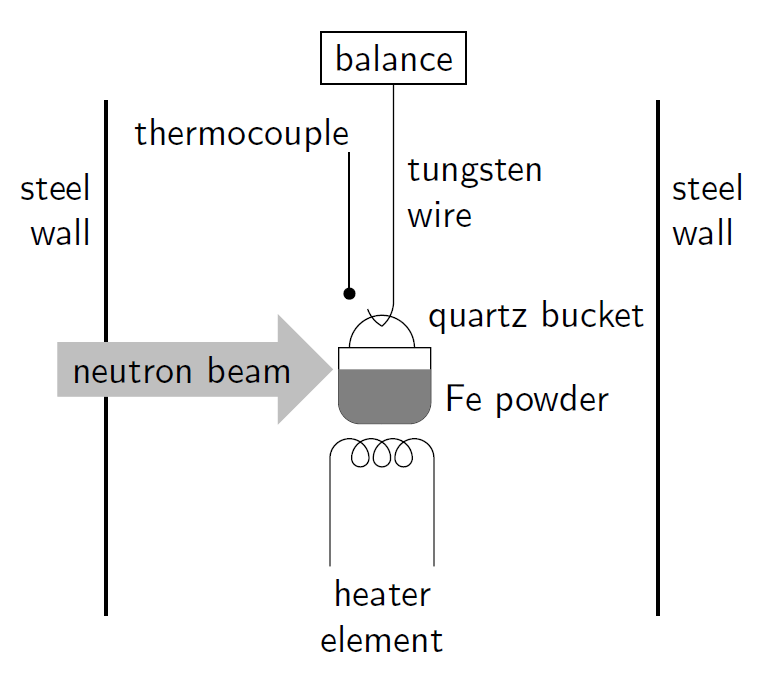 balance
thermocouple
tungsten
wire
steel
wall
steel
wall
quartz bucket
neutron beam
Fe powder
heater
element